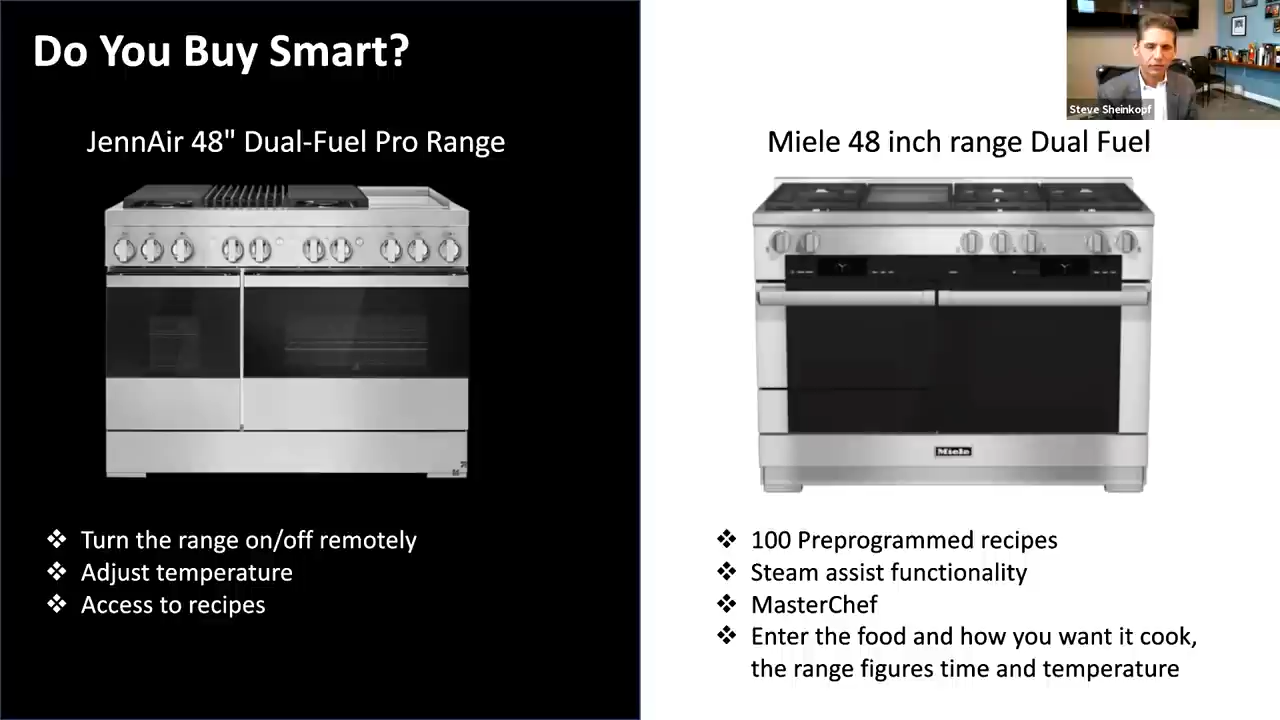 Do You Buy Smart?
Steve Sheinkopf
JennAir 48" Dual-Fuel Pro Range
Miele 48 inch range Dual Fuel
Miele
❖ Turn the range on/off remotely
❖ Adjust temperature
❖ Access to recipes
❖ 100 Preprogrammed recipes
❖ Steam assist functionality
❖ MasterChef
❖ Enter the food and how you want it cook,
the range figures time and temperature